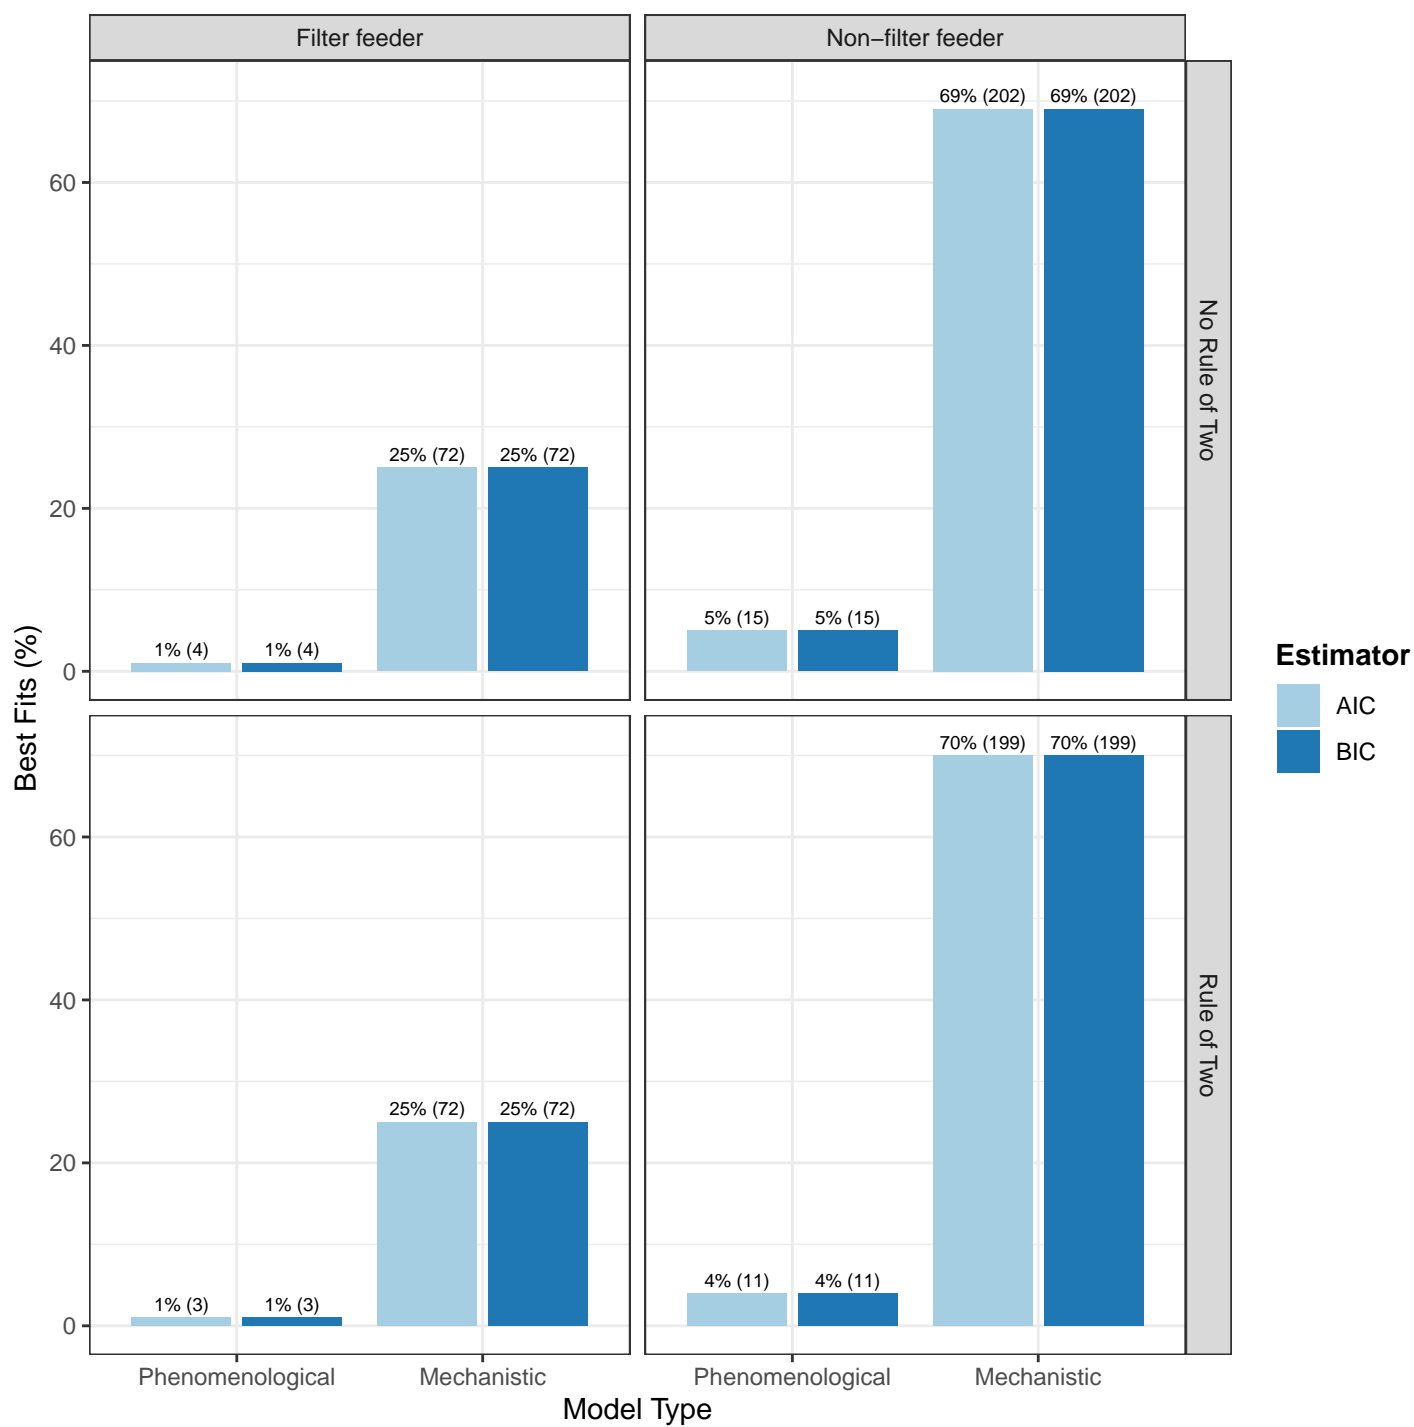 Filter feeder
Non−filter feeder
69% (202) 69% (202)
60
40
25% (72) 25% (72)
20
1% (4) 1% (4)
5% (15) 5% (15)
0
No Rule of Two
Best Fits (%)
Estimator
AIC
BIC
70% (199) 70% (199)
60
40
25% (72) 25% (72)
20
1% (3) 1% (3)
4% (11) 4% (11)
0
Rule of Two
Phenomenological Mechanistic
Phenomenological Mechanistic
Model Type